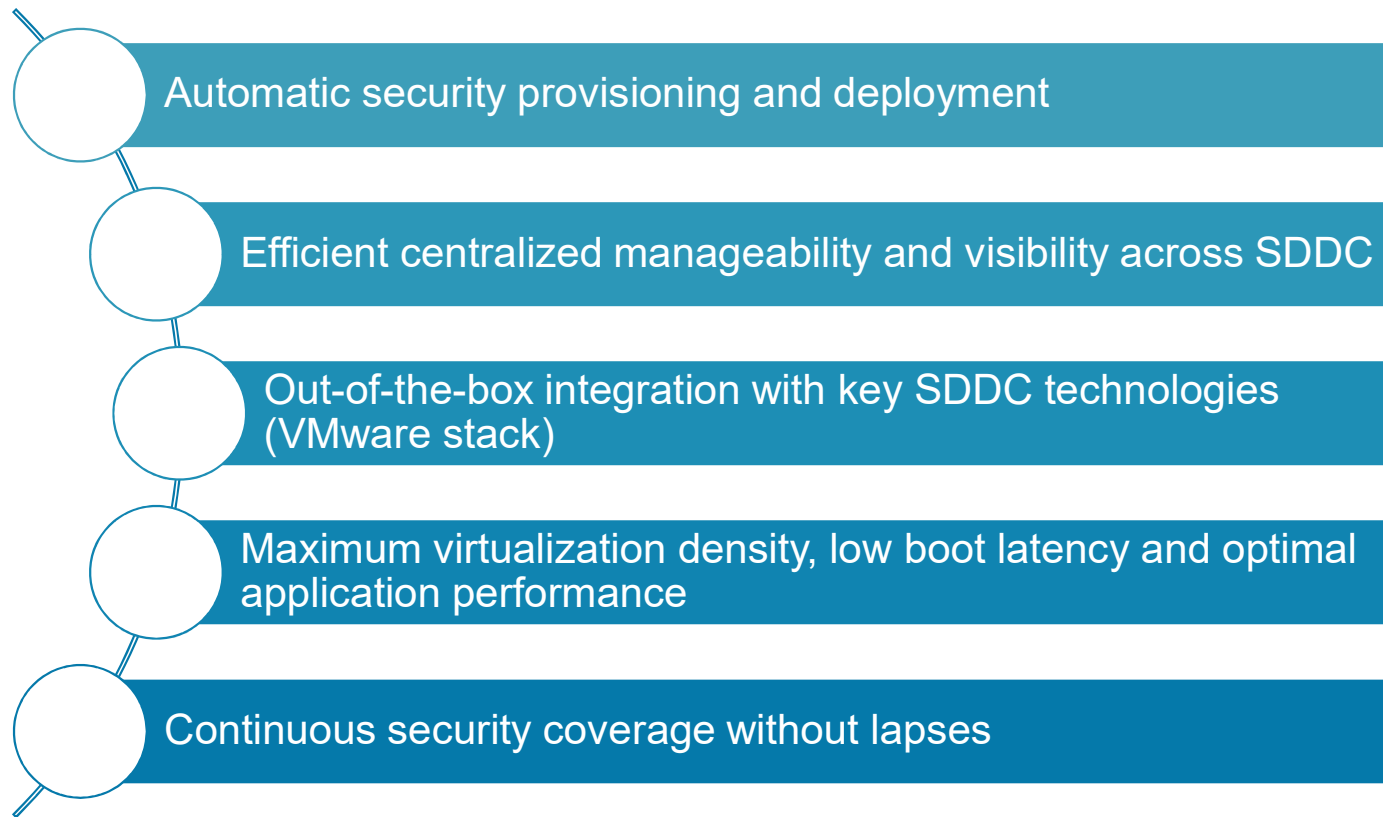 Automatic security provisioning and deployment
Efficient centralized manageability and visibility across SDDC
Out-of-the-box integration with key SDDC technologies
(VMware stack)
Maximum virtualization density, low boot latency and optimal
application performance
Continuous security coverage without lapses